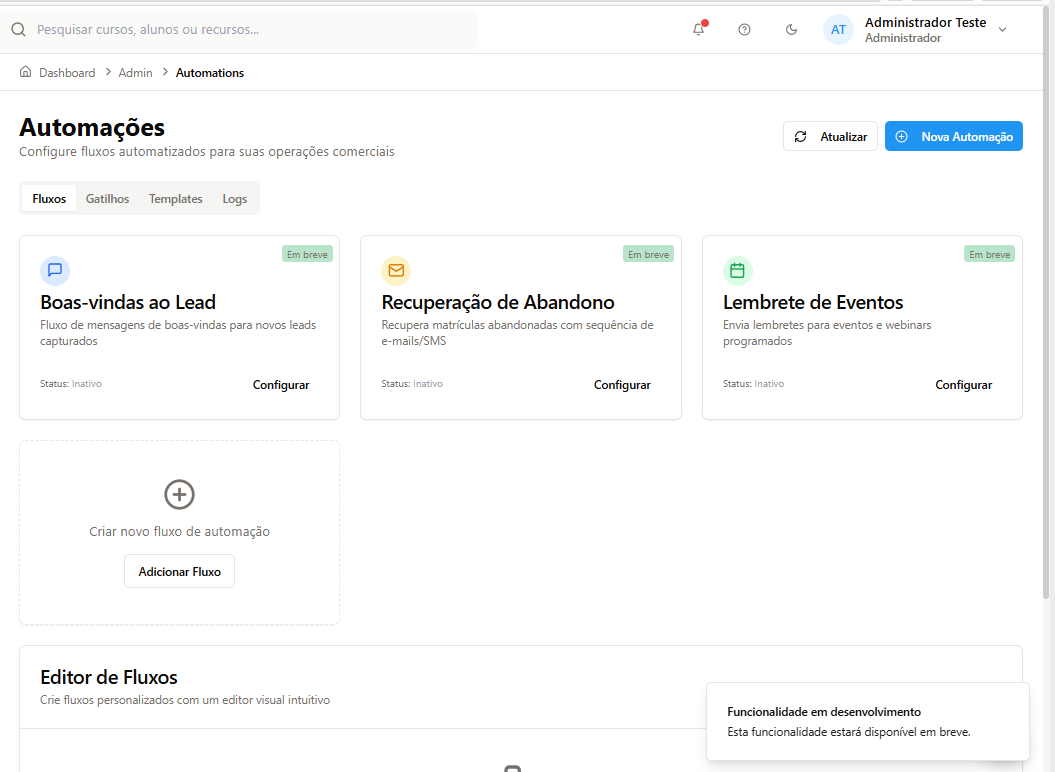 Pesquisar cursos, alunos ou recursos...
AT
Administrador Teste
Administrador
Dashboard
Admin
Automations
Automações
Configure fluxos automatizados para suas operações comerciais
Atualizar
Nova Automação
Fluxos
Gatilhos
Templates
Logs
Em breve
Boas-vindas ao Lead
Fluxo de mensagens de boas-vindas para novos leads
capturados
Status: Inativo
Configurar
Em breve
Recuperação de Abandono
Recupera matrículas abandonadas com sequência de
e-mails/SMS
Status: Inativo
Configurar
Em breve
Lembrete de Eventos
Envia lembretes para eventos e webinars
programados
Status: Inativo
Configurar
Criar novo fluxo de automação
Adicionar Fluxo
Editor de Fluxos
Crie fluxos personalizados com um editor visual intuitivo
Funcionalidade em desenvolvimento
Esta funcionalidade estará disponível em breve.